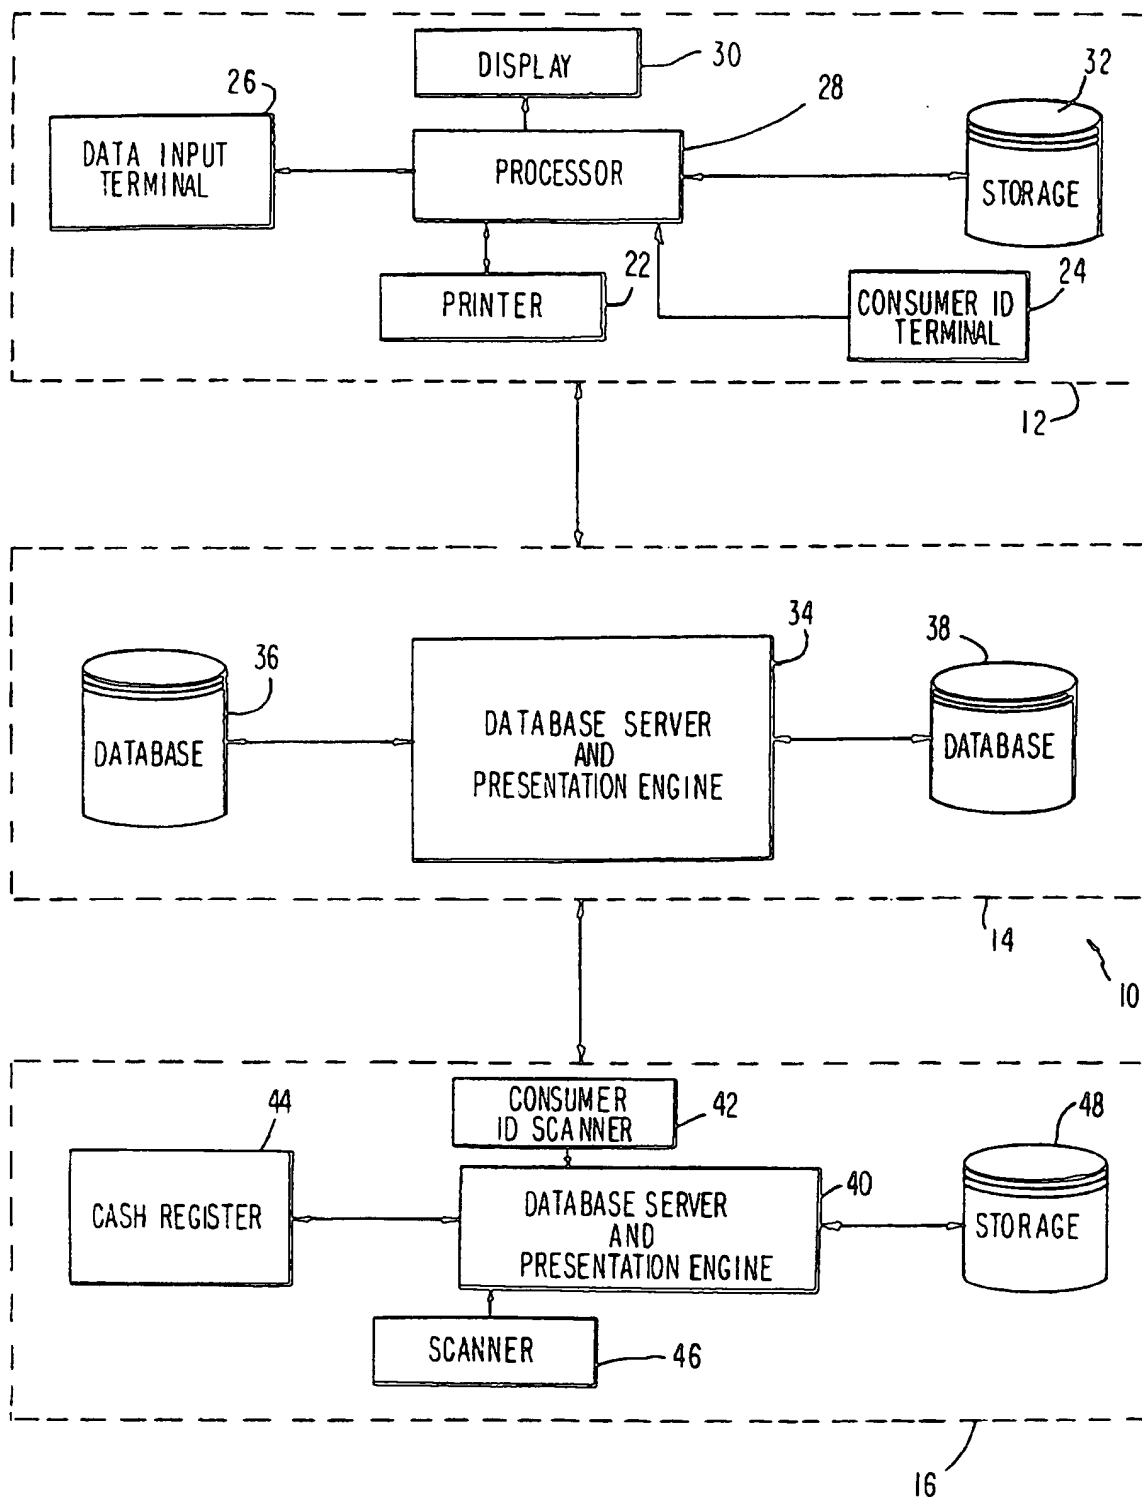 DISPLAY
30
26
28
32
DATA INPUT
TERMINAL
PROCESSOR
STORAGE
22
24
PRINTER
CONSUMER ID
TERMINAL
12
34
38
36
DATABASE
DATABASE SERVER
AND
PRESENTATION ENGINE
DATABASE
14
10
44
CONSUMER
ID SCANNER
42
48
40
CASH REGISTER
DATABASE SERVER
AND
PRESENTATION ENGINE
STORAGE
SCANNER
46
16